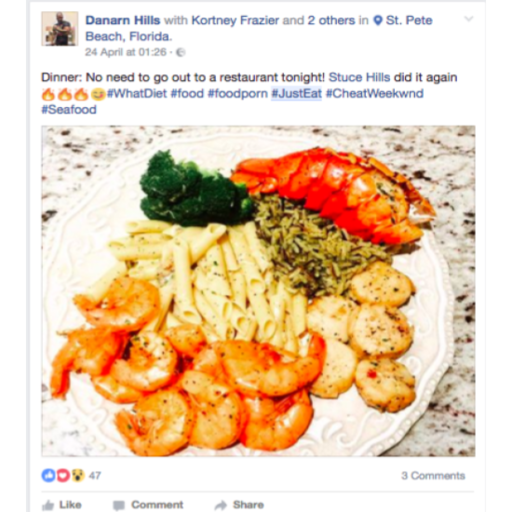 Danarn Hills with Kortney Frazier and 2 others in St. Pete
Beach, Florida.
24 April at 01:26 ·
Dinner: No need to go out to a restaurant tonight! Stuce Hills did it again
🔥🔥🔥😋#WhatDiet #food #foodporn #JustEat #CheatWeekwnd
#Seafood
47 3 Comments
Like Comment Share